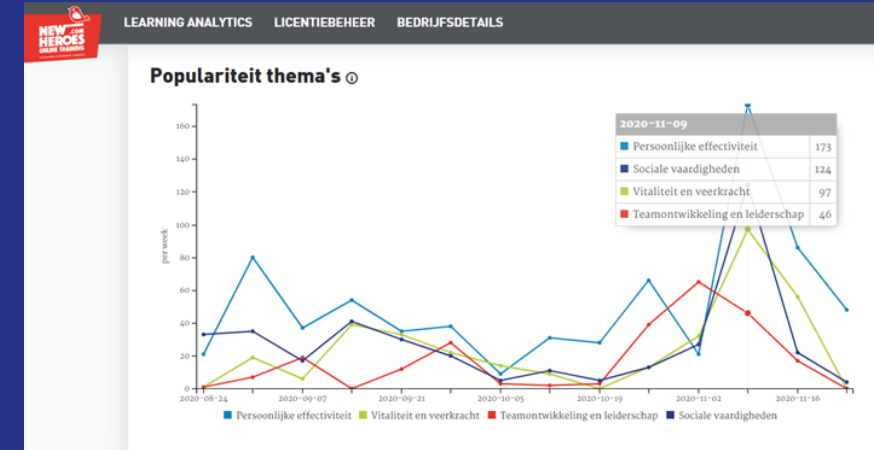 NEW .COM
HEROES
ONLINE TRAINING
LEARNING ANALYTICS LICENTIEBEHEER BEDRIJFSDETAILS
Populariteit thema's
160
140
120
100
80
60
40
20
0
per week
2020-11-09
Persoonlijke effectiviteit 173
Sociale vaardigheden 124
Vitaliteit en veerkracht 97
Teamontwikkeling en leiderschap 46
2020-08-24 2020-09-07 2020-09-21 2020-10-05 2020-10-19 2020-11-02 2020-11-16
Persoonlijke effectiviteit Vitaliteit en veerkracht Teamontwikkeling en leiderschap Sociale vaardigheden